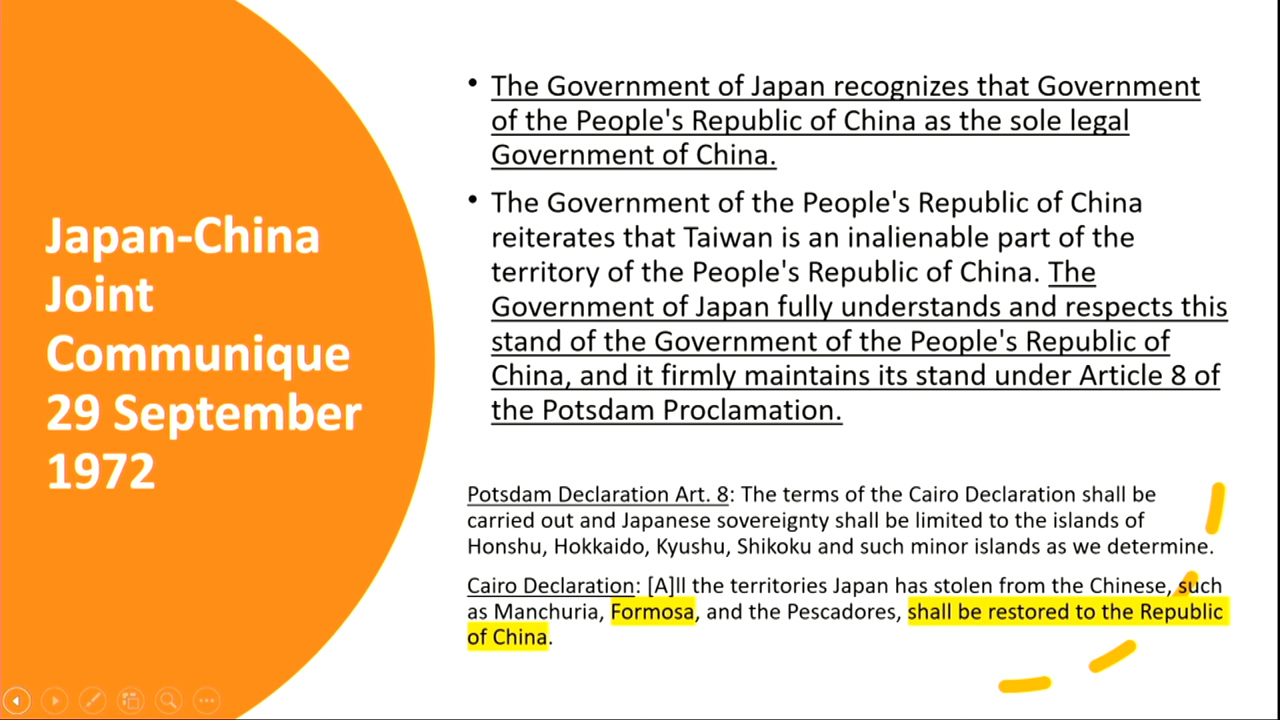 Japan-China
Joint
Communique
29 September
1972
• The Government of Japan recognizes that Government
of the People's Republic of China as the sole legal
Government of China.
• The Government of the People's Republic of China
reiterates that Taiwan is an inalienable part of the
territory of the People's Republic of China. The
Government of Japan fully understands and respects this
stand of the Government of the People's Republic of
China, and it firmly maintains its stand under Article 8 of
the Potsdam Proclamation.
Potsdam Declaration Art. 8: The terms of the Cairo Declaration shall be
carried out and Japanese sovereignty shall be limited to the islands of
Honshu, Hokkaido, Kyushu, Shikoku and such minor islands as we determine.
Cairo Declaration: [A]ll the territories Japan has stolen from the Chinese, such
as Manchuria, Formosa, and the Pescadores, shall be restored to the Republic
of China.